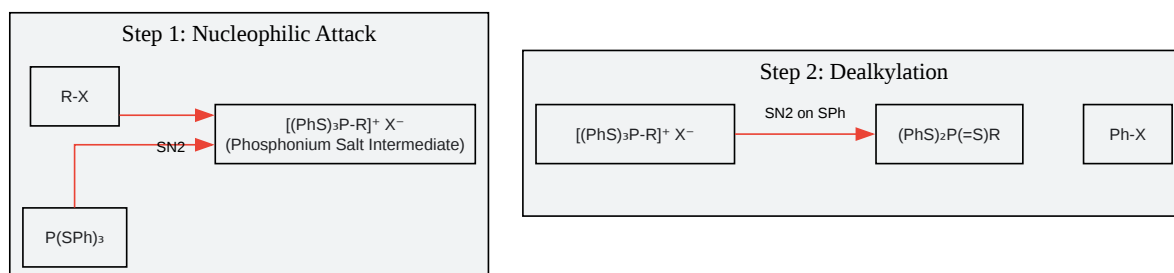 Step 1: Nucleophilic Attack
R-X
[(PhS)₃P-R]⁺ X⁻
(Phosphonium Salt Intermediate)
SN2
P(SPh)₃
Step 2: Dealkylation
[(PhS)₃P-R]⁺ X⁻
SN2 on SPh
(PhS)₂P(=S)R
Ph-X